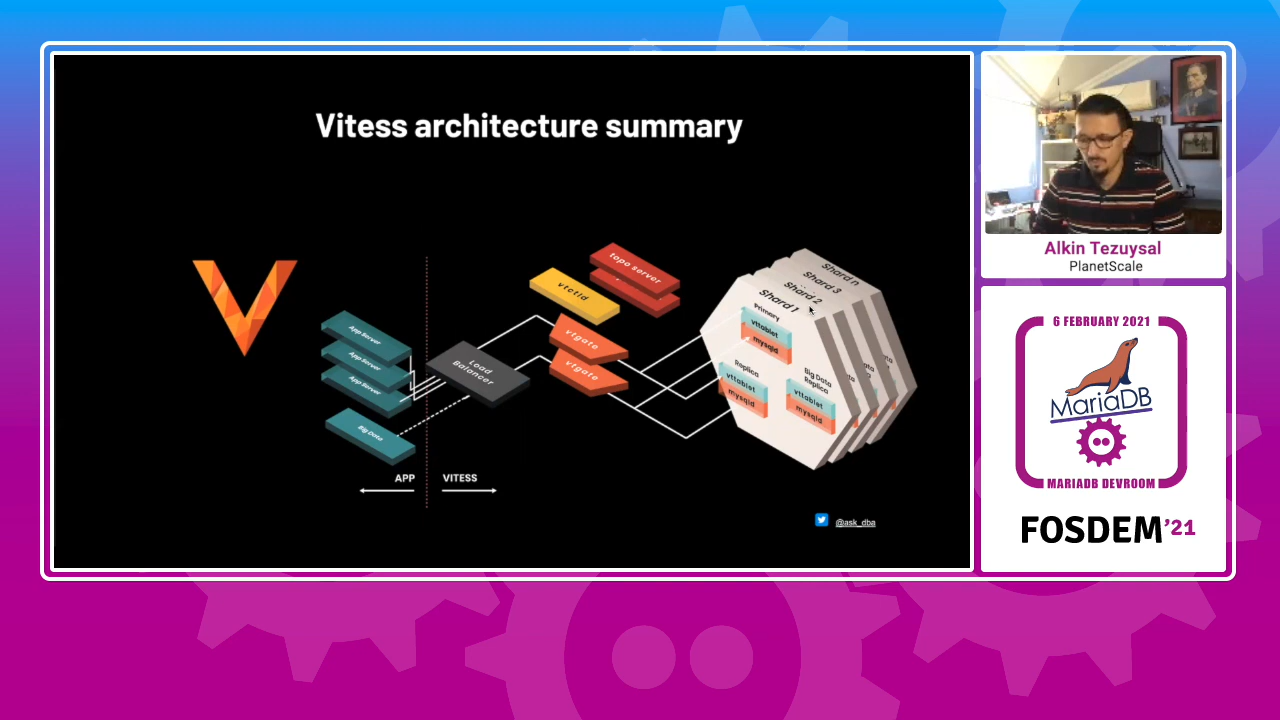 Vitess architecture summary
App Server
App Server
App Server
Big Data
Load
Balancer
topo server
vtctld
vtgate
vtgate
Shard n
Shard 3
Shard 2
Shard 1
Primary
vttablet
mysqld
Replica
vttablet
mysqld
Big Data
Replica
vttablet
mysqld
APP
VITESS
@ask_dba
Alkin Tezuysal
PlanetScale
6 FEBRUARY 2021
MariaDB
MARIADB DEVROOM
FOSDEM'21